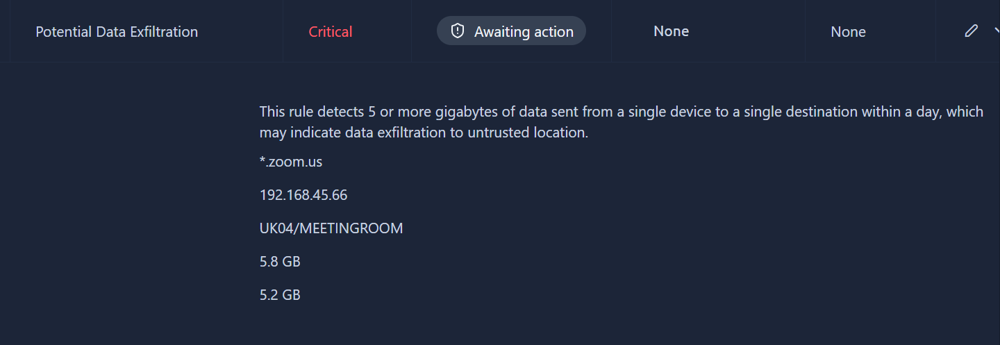 Potential Data Exfiltration
Critical
Awaiting action
None
None
This rule detects 5 or more gigabytes of data sent from a single device to a single destination within a day, which
may indicate data exfiltration to untrusted location.
*.zoom.us
192.168.45.66
UK04/MEETINGROOM
5.8 GB
5.2 GB